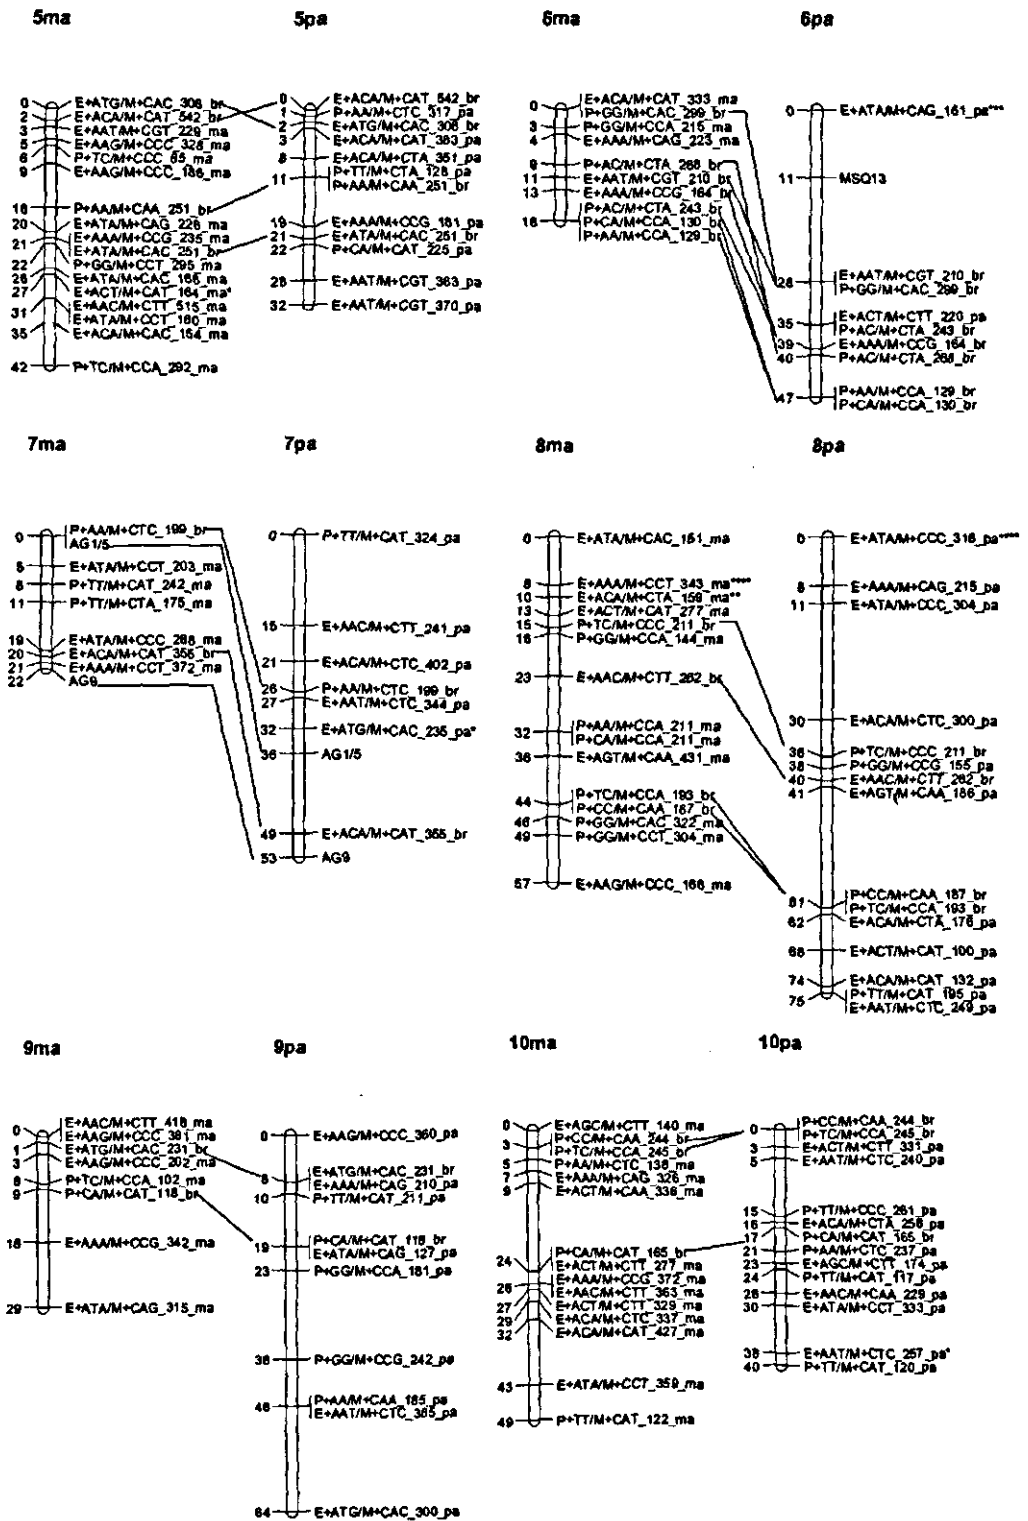 5ma
0 E+ATG/M+CAC_308_br
2 E+ACA/M+CAT_542_br
3 E+AAT/M+CGT_229_ma
5 E+AAG/M+CCC_328_ma
6 P+TC/M+CCC_85_ma
9 E+AAG/M+CCC_186_ma
16 P+AA/M+CAA_251_br
20 E+ATA/M+CAG_226_ma
21 E+AAA/M+CCG_235_ma
E+ATA/M+CAC_251_br
22 P+GG/M+CCT_295_ma
26 E+ATA/M+CAC_166_ma
27 E+ACT/M+CAT_164_ma*
31 E+AAC/M+CTT_515_ma
E+ATA/M+CCT_160_ma
35 E+ACA/M+CAC_154_ma
42 P+TC/M+CCA_292_ma
5pa
0 E+ACA/M+CAT_542_br
1 P+AA/M+CTC_317_pa
2 E+ATG/M+CAC_308_br
3 E+ACA/M+CAT_383_pa
8 E+ACA/M+CTA_351_pa
11 P+TT/M+CTA_128_pa
P+AA/M+CAA_251_br
19 E+AAA/M+CCG_181_pa
21 E+ATA/M+CAC_251_br
22 P+CA/M+CAT_225_pa
28 E+AAT/M+CGT_363_pa
32 E+AAT/M+CGT_370_pa
6ma
0 E+ACA/M+CAT_333_ma
P+GG/M+CAC_299_br
3 P+GG/M+CCA_215_ma
4 E+AAA/M+CAG_223_ma
9 P+AC/M+CTA_268_br
11 E+AAT/M+CGT_210_br
13 E+AAA/M+CCG_164_br
P+AC/M+CTA_243_br
18 P+CA/M+CCA_130_br
P+AA/M+CCA_129_br
6pa
0 E+ATA/M+CAG_161_pa***
11 MSQ13
28 E+AAT/M+CGT_210_br
P+GG/M+CAC_299_br
35 E+ACT/M+CTT_220_pa
P+AC/M+CTA_243_br
39 E+AAA/M+CCG_164_br
40 P+AC/M+CTA_268_br
47 P+AA/M+CCA_129_br
P+CA/M+CCA_130_br
7ma
0 P+AA/M+CTC_199_br
AG1/5
5 E+ATA/M+CCT_203_ma
8 P+TT/M+CAT_242_ma
11 P+TT/M+CTA_175_ma
19 E+ATA/M+CCC_288_ma
20 E+ACA/M+CAT_355_br
21 E+AAA/M+CCT_372_ma
22 AG9
7pa
0 P+TT/M+CAT_324_pa
15 E+AAC/M+CTT_241_pa
21 E+ACA/M+CTC_402_pa
26 P+AA/M+CTC_199_br
27 E+AAT/M+CTC_344_pa
32 E+ATG/M+CAC_235_pa*
36 AG1/5
49 E+ACA/M+CAT_355_br
53 AG9
8ma
0 E+ATA/M+CAC_151_ma
8 E+AAA/M+CCT_343_ma****
10 E+ACA/M+CTA_159_ma**
13 E+ACT/M+CAT_277_ma
15 P+TC/M+CCC_211_br
16 P+GG/M+CCA_144_ma
23 E+AAC/M+CTT_262_br
32 P+AA/M+CCA_211_ma
P+CA/M+CCA_211_ma
36 E+AGT/M+CAA_431_ma
44 P+TC/M+CCA_193_br
P+CC/M+CAA_187_br
46 P+GG/M+CAC_322_ma
49 P+GG/M+CCT_304_ma
57 E+AAG/M+CCC_168_ma
8pa
0 E+ATA/M+CCC_316_pa****
8 E+AAA/M+CAG_215_pa
11 E+ATA/M+CCC_304_pa
30 E+ACA/M+CTC_300_pa
36 P+TC/M+CCC_211_br
38 P+GG/M+CCG_155_pa
40 E+AAC/M+CTT_262_br
41 E+AGT/M+CAA_186_pa
61 P+CC/M+CAA_187_br
P+TC/M+CCA_193_br
62 E+ACA/M+CTA_176_pa
68 E+ACT/M+CAT_100_pa
74 E+ACA/M+CAT_132_pa
75 P+TT/M+CAT_195_pa
E+AAT/M+CTC_249_pa
9ma
0 E+AAC/M+CTT_418_ma
E+AAG/M+CCC_381_ma
1 E+ATG/M+CAC_231_br
3 E+AAG/M+CCC_202_ma
8 P+TC/M+CCA_102_ma
9 P+CA/M+CAT_118_br
18 E+AAA/M+CCG_342_ma
29 E+ATA/M+CAG_315_ma
9pa
0 E+AAG/M+CCC_360_pa
8 E+ATG/M+CAC_231_br
E+AAA/M+CAG_210_pa
10 P+TT/M+CAT_211_pa
19 P+CA/M+CAT_118_br
E+ATA/M+CAG_127_pa
23 P+GG/M+CCA_181_pa
38 P+GG/M+CCG_242_pa
46 P+AA/M+CAA_185_pa
E+AAT/M+CTC_385_pa
64 E+ATG/M+CAC_300_pa
10ma
0 E+AGC/M+CTT_140_ma
3 P+CC/M+CAA_244_br
P+TC/M+CCA_245_br
5 P+AA/M+CTC_138_ma
7 E+AAA/M+CAG_326_ma
9 E+ACT/M+CAA_338_ma
24 P+CA/M+CAT_165_br
E+ACT/M+CTT_277_ma
26 E+AAA/M+CCG_372_ma
E+AAC/M+CTT_363_ma
27 E+ACT/M+CTT_329_ma
29 E+ACA/M+CTC_337_ma
32 E+ACA/M+CAT_427_ma
43 E+ATA/M+CCT_359_ma
49 P+TT/M+CAT_122_ma
10pa
0 P+CC/M+CAA_244_br
P+TC/M+CCA_245_br
3 E+ACT/M+CTT_331_pa
5 E+AAT/M+CTC_240_pa
15 P+TT/M+CCC_261_pa
16 E+ACA/M+CTA_256_pa
17 P+CA/M+CAT_165_br
21 P+AA/M+CTC_237_pa
23 E+AGC/M+CTT_174_pa
24 P+TT/M+CAT_117_pa
28 E+AAC/M+CAA_229_pa
30 E+ATA/M+CCT_333_pa
38 E+AAT/M+CTC_257_pa*
40 P+TT/M+CAT_120_pa